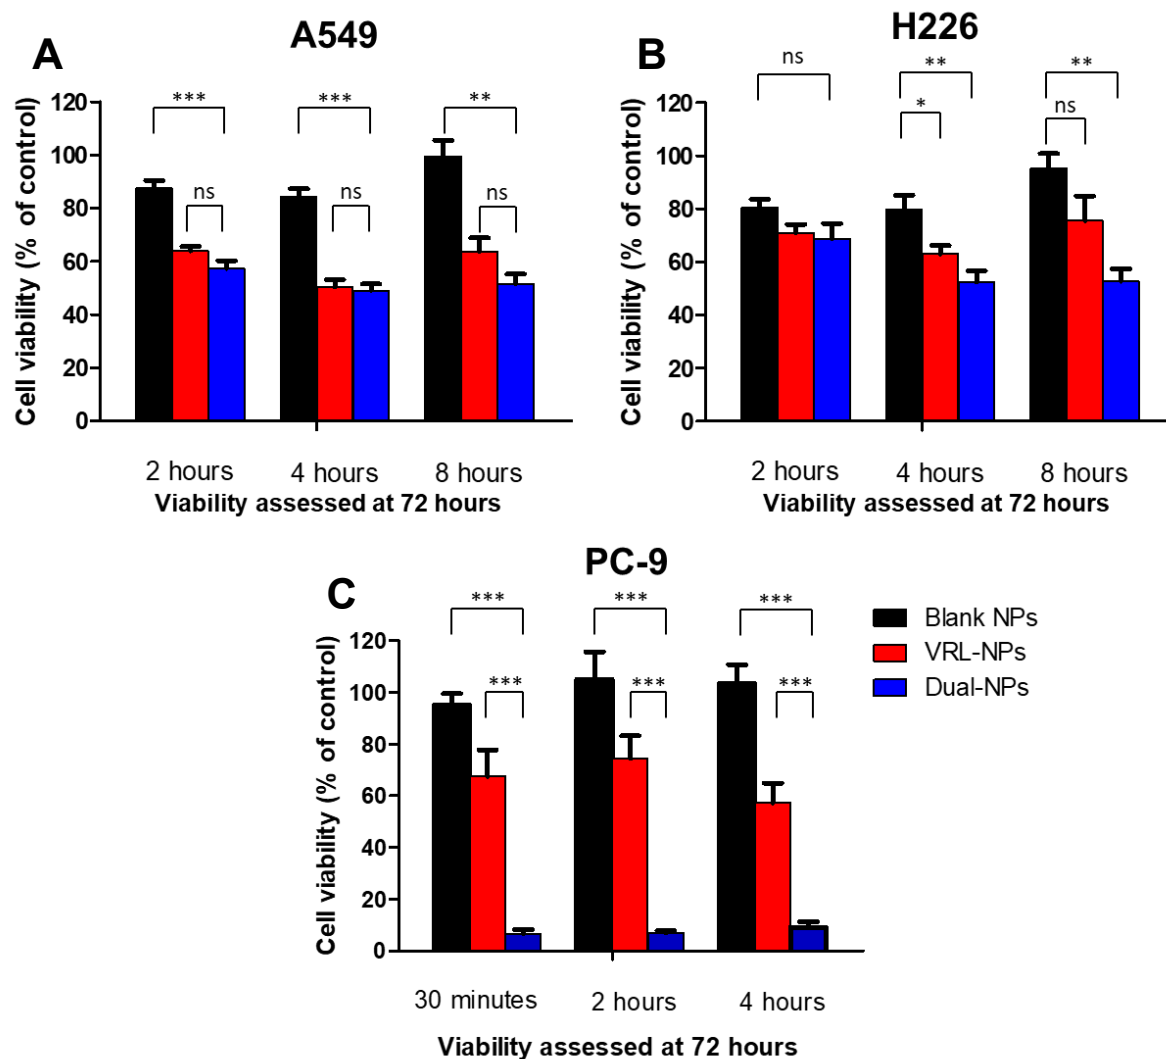 A
A549
Cell viability (% of control)
120
100
80
60
40
20
0
***
***
**
ns
ns
ns
2 hours
4 hours
8 hours
Viability assessed at 72 hours
B
H226
Cell viability (% of control)
120
100
80
60
40
20
0
ns
**
*
**
ns
2 hours
4 hours
8 hours
Viability assessed at 72 hours
C
PC-9
Cell viability (% of control)
120
100
80
60
40
20
0
***
***
***
***
***
***
30 minutes
2 hours
4 hours
Viability assessed at 72 hours
Blank NPs
VRL-NPs
Dual-NPs